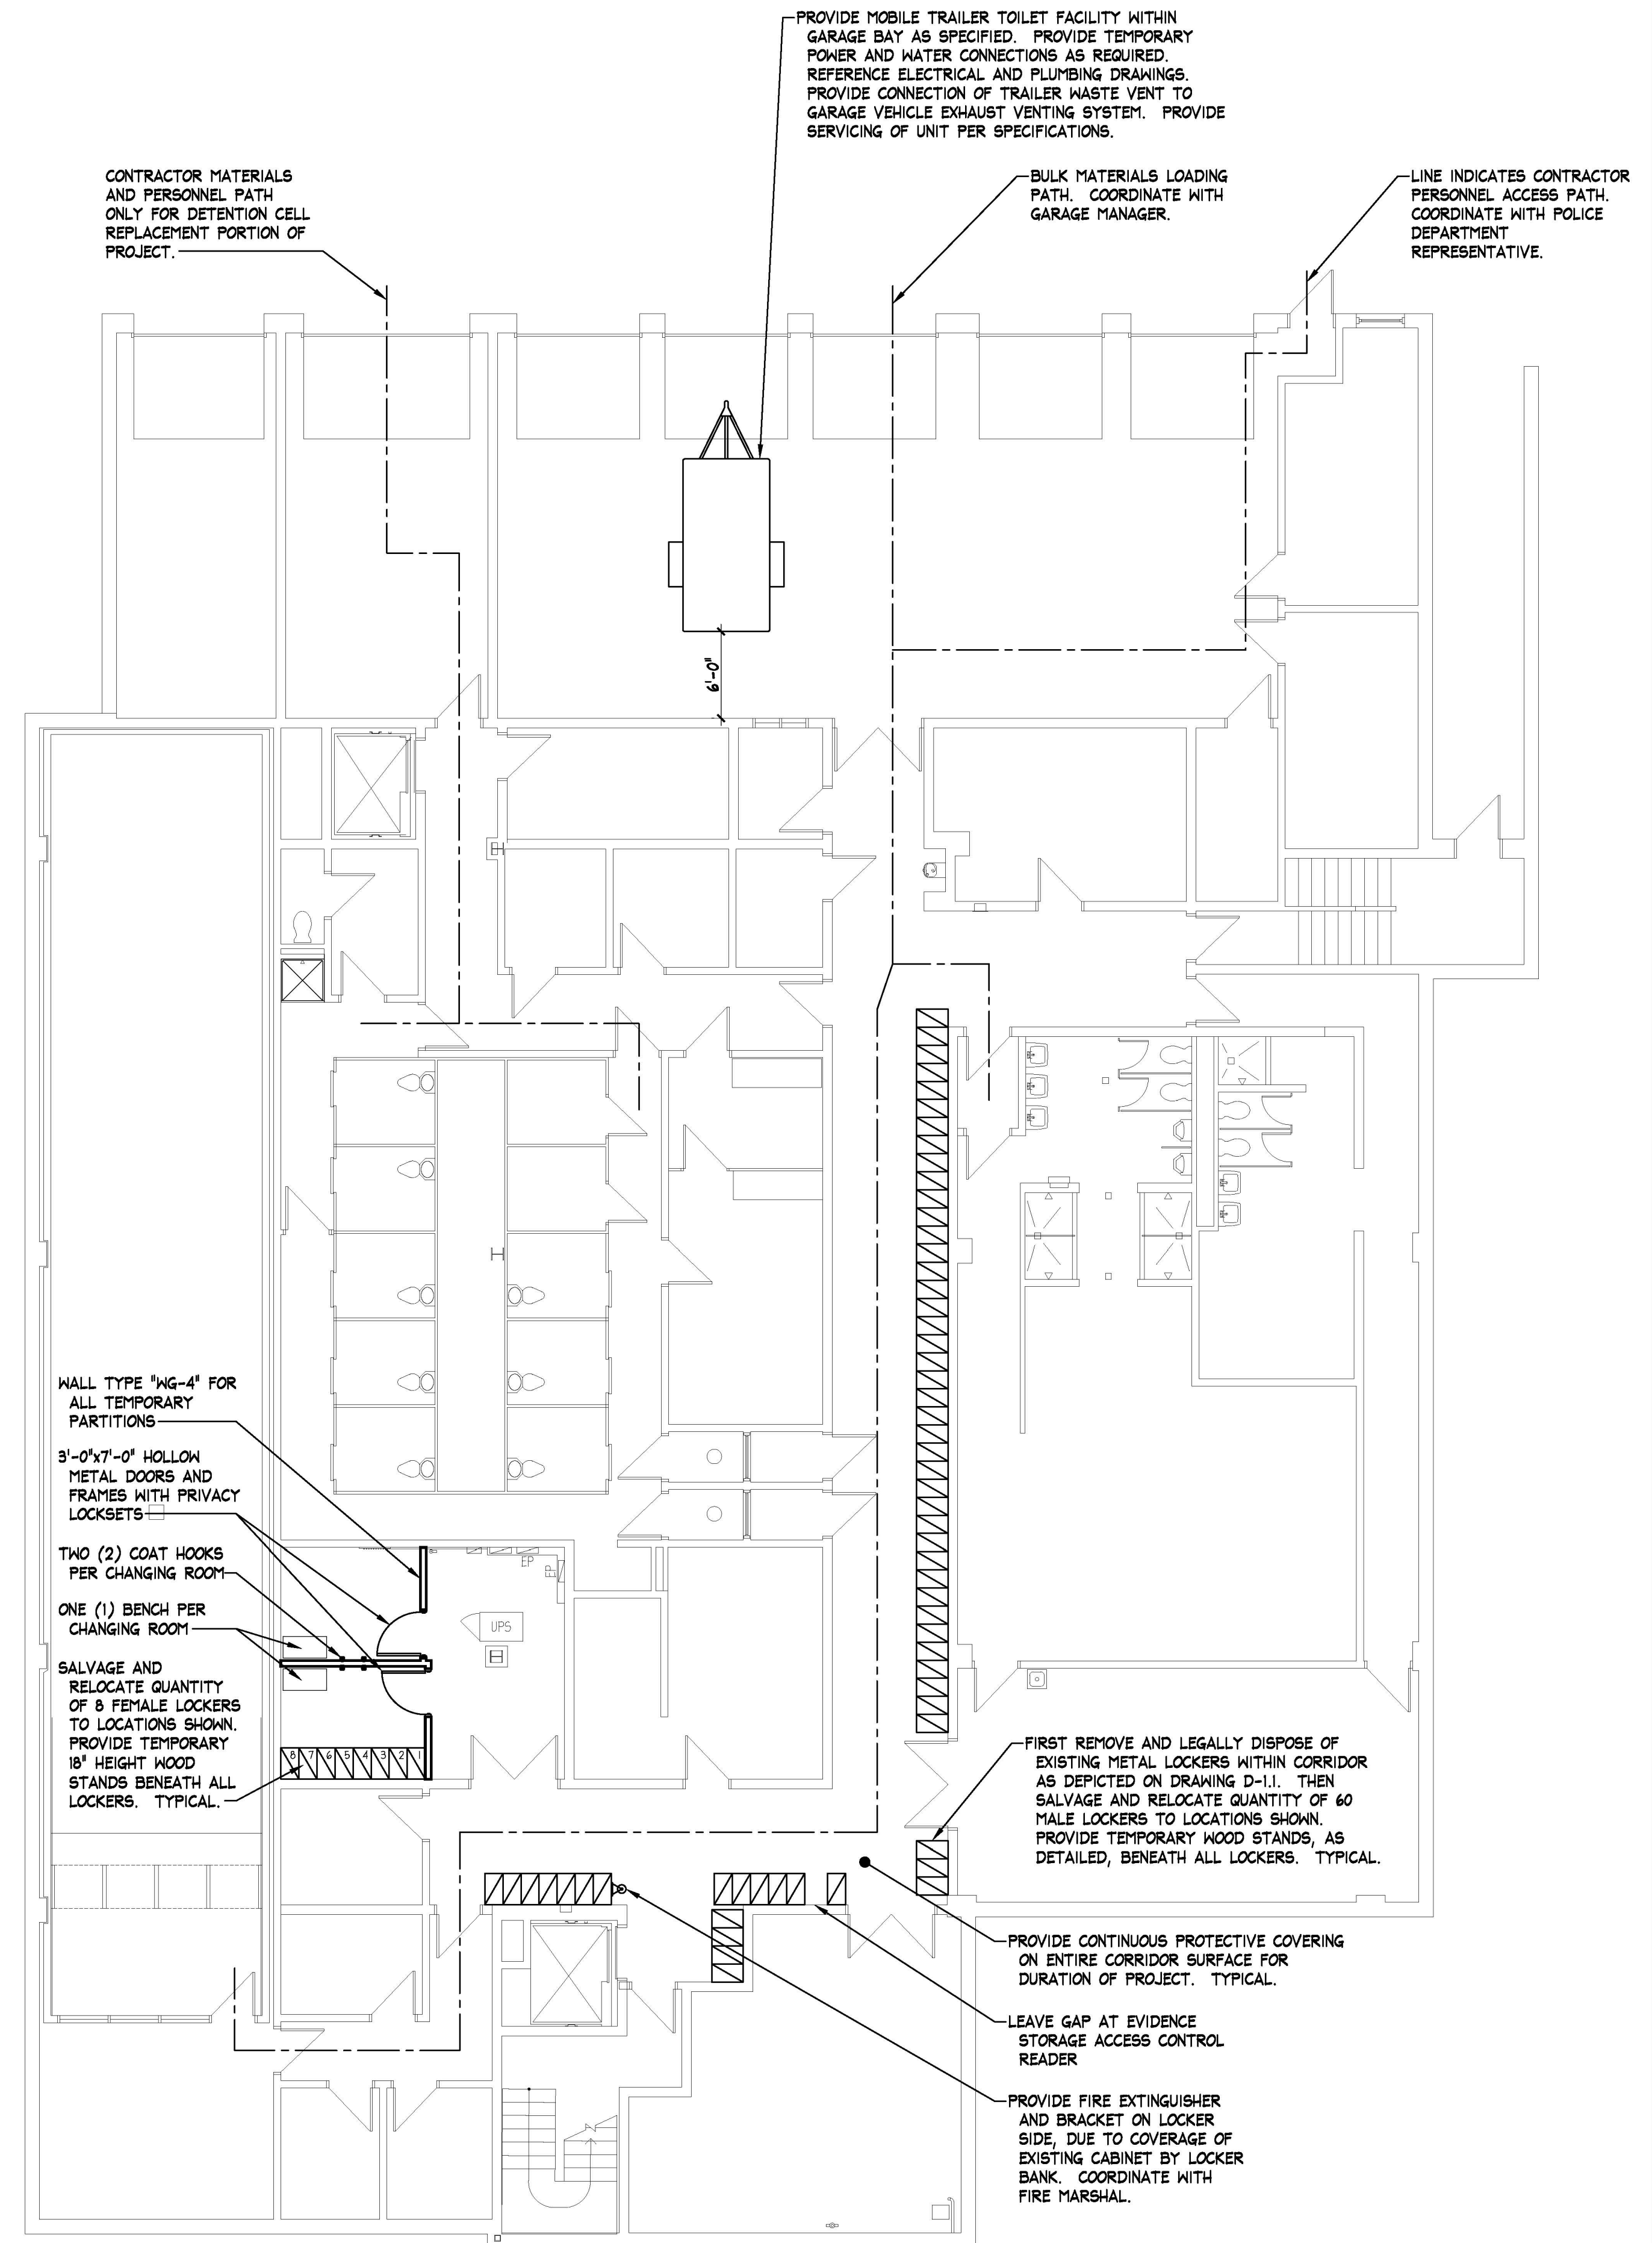 PROVIDE MOBILE TRAILER TOILET FACILITY WITHIN
GARAGE BAY AS SPECIFIED. PROVIDE TEMPORARY
POWER AND WATER CONNECTIONS AS REQUIRED.
REFERENCE ELECTRICAL AND PLUMBING DRAWINGS.
PROVIDE CONNECTION OF TRAILER WASTE VENT TO
GARAGE VEHICLE EXHAUST VENTING SYSTEM. PROVIDE
SERVICING OF UNIT PER SPECIFICATIONS.
CONTRACTOR MATERIALS
AND PERSONNEL PATH
ONLY FOR DETENTION CELL
REPLACEMENT PORTION OF
PROJECT.
BULK MATERIALS LOADING
PATH. COORDINATE WITH
GARAGE MANAGER.
LINE INDICATES CONTRACTOR
PERSONNEL ACCESS PATH.
COORDINATE WITH POLICE
DEPARTMENT
REPRESENTATIVE.
6'-0"
WALL TYPE "WG-4" FOR
ALL TEMPORARY
PARTITIONS
3'-0"x7'-0" HOLLOW
METAL DOORS AND
FRAMES WITH PRIVACY
LOCKSETS
TWO (2) COAT HOOKS
PER CHANGING ROOM
ONE (1) BENCH PER
CHANGING ROOM
SALVAGE AND
RELOCATE QUANTITY
OF 8 FEMALE LOCKERS
TO LOCATIONS SHOWN.
PROVIDE TEMPORARY
18" HEIGHT WOOD
STANDS BENEATH ALL
LOCKERS. TYPICAL.
EP
EP
UPS
8 7 6 5 4 3 2 1
FIRST REMOVE AND LEGALLY DISPOSE OF
EXISTING METAL LOCKERS WITHIN CORRIDOR
AS DEPICTED ON DRAWING D-1.1. THEN
SALVAGE AND RELOCATE QUANTITY OF 60
MALE LOCKERS TO LOCATIONS SHOWN.
PROVIDE TEMPORARY WOOD STANDS, AS
DETAILED, BENEATH ALL LOCKERS. TYPICAL.
PROVIDE CONTINUOUS PROTECTIVE COVERING
ON ENTIRE CORRIDOR SURFACE FOR
DURATION OF PROJECT. TYPICAL.
LEAVE GAP AT EVIDENCE
STORAGE ACCESS CONTROL
READER
PROVIDE FIRE EXTINGUISHER
AND BRACKET ON LOCKER
SIDE, DUE TO COVERAGE OF
EXISTING CABINET BY LOCKER
BANK. COORDINATE WITH
FIRE MARSHAL.